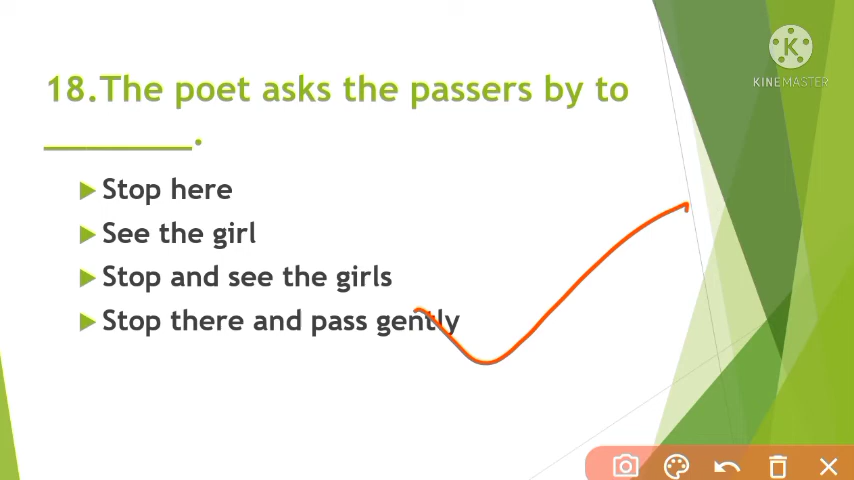 18.The poet asks the passers by to
_______.
Stop here
See the girl
Stop and see the girls
Stop there and pass gently
KINEMASTER